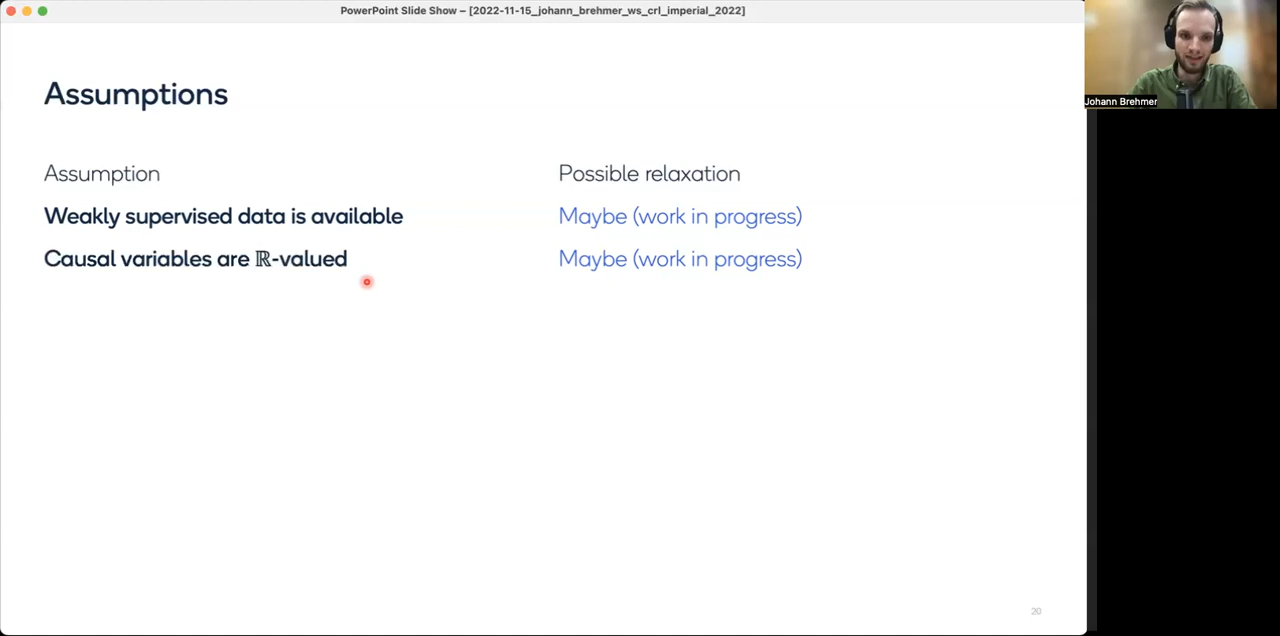 PowerPoint Slide Show – [2022-11-15_johann_brehmer_ws_crl_imperial_2022]
Johann Brehmer
Assumptions
Assumption Possible relaxation
Weakly supervised data is available Maybe (work in progress)
Causal variables are ℝ-valued Maybe (work in progress)
20